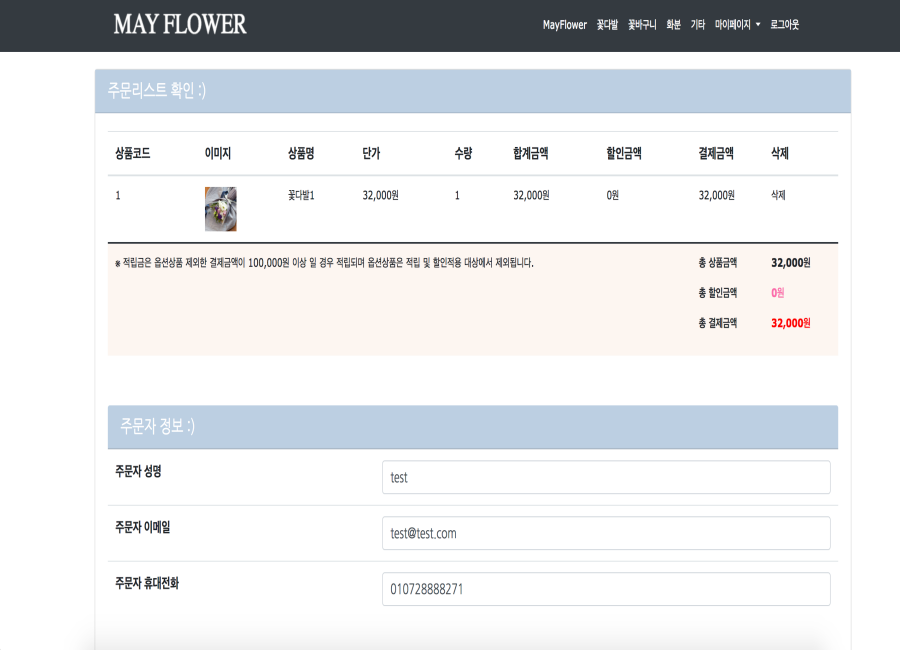 MAY FLOWER
MayFlower 꽃다발 꽃바구니 화분 기타 마이페이지 로그아웃
주문리스트 확인 :)
상품코드 이미지 상품명 단가 수량 합계금액 할인금액 결제금액 삭제
1 꽃다발1 32,000원 1 32,000원 0원 32,000원 삭제
※ 적립금은 옵션상품 제외한 결제금액이 100,000원 이상 일 경우 적립되며 옵션상품은 적립 및 할인적용 대상에서 제외됩니다.
총 상품금액 32,000원
총 할인금액 0원
총 결제금액 32,000원
주문자 정보 :)
주문자 성명 test
주문자 이메일 test@test.com
주문자 휴대전화 010728888271